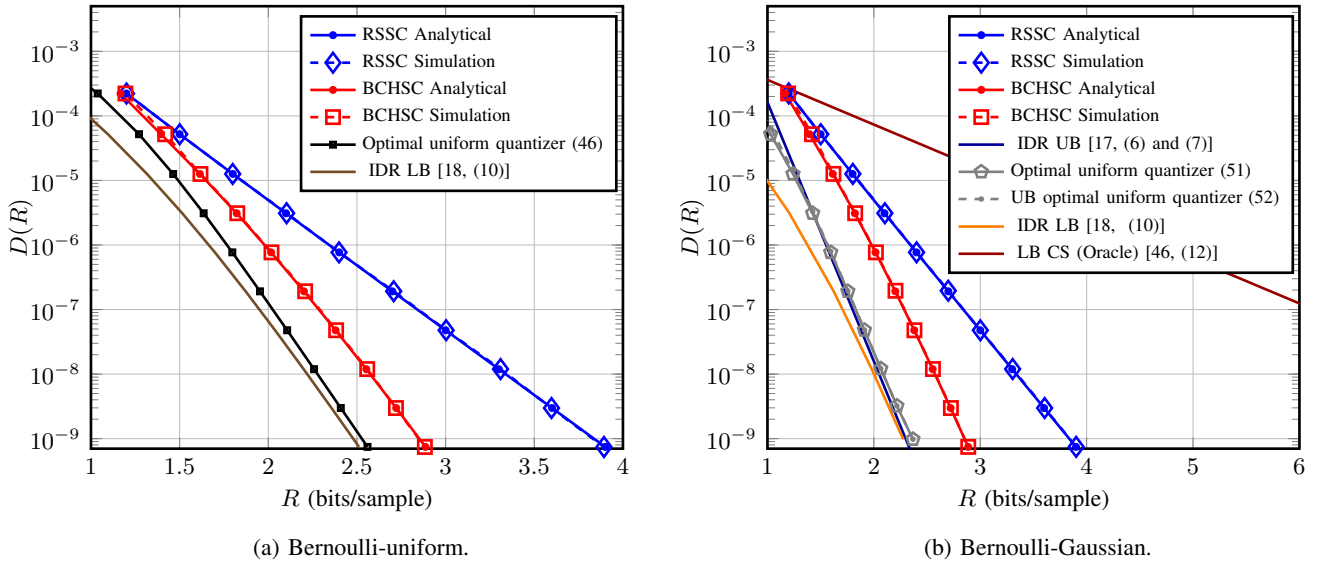 10⁻³
10⁻⁴
10⁻⁵
10⁻⁶
10⁻⁷
10⁻⁸
10⁻⁹
D(R)
RSSC Analytical
RSSC Simulation
BCHSC Analytical
BCHSC Simulation
Optimal uniform quantizer (46)
IDR LB [18, (10)]
1 1.5 2 2.5 3 3.5 4
R (bits/sample)
(a) Bernoulli-uniform.
10⁻³
10⁻⁴
10⁻⁵
10⁻⁶
10⁻⁷
10⁻⁸
10⁻⁹
D(R)
RSSC Analytical
RSSC Simulation
BCHSC Analytical
BCHSC Simulation
IDR UB [17, (6) and (7)]
Optimal uniform quantizer (51)
UB optimal uniform quantizer (52)
IDR LB [18, (10)]
LB CS (Oracle) [46, (12)]
1 2 3 4 5 6
R (bits/sample)
(b) Bernoulli-Gaussian.